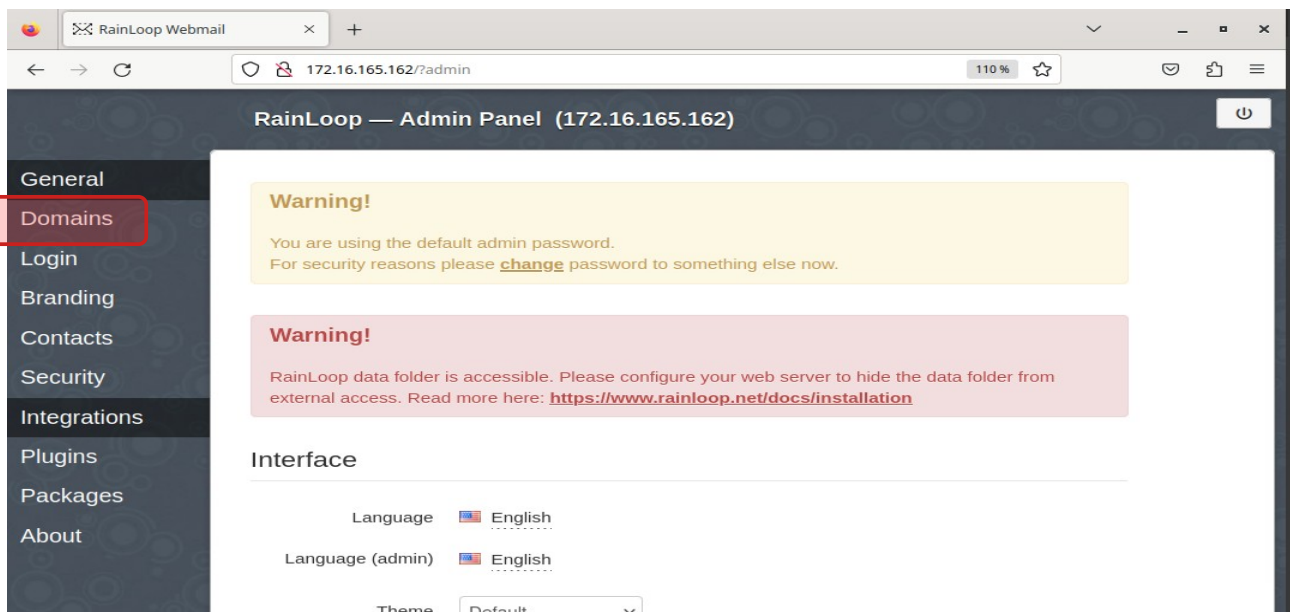 RainLoop Webmail
172.16.165.162/?admin
110 %
RainLoop — Admin Panel (172.16.165.162)
General
Domains
Login
Branding
Contacts
Security
Integrations
Plugins
Packages
About
Warning!
You are using the default admin password.
For security reasons please change password to something else now.
Warning!
RainLoop data folder is accessible. Please configure your web server to hide the data folder from
external access. Read more here: https://www.rainloop.net/docs/installation
Interface
Language English
Language (admin) English
Theme Default